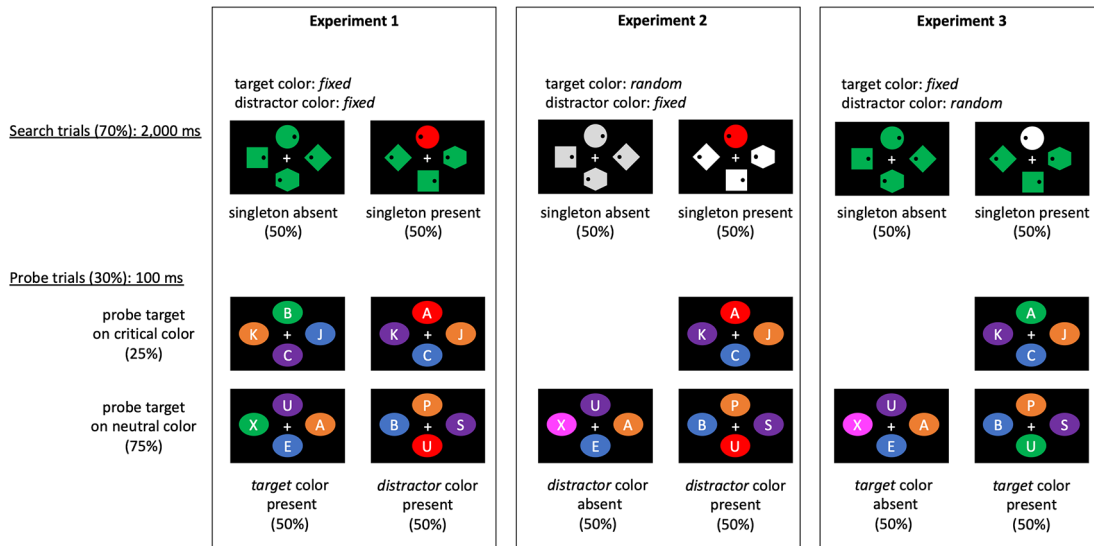 Experiment 1
Experiment 2
Experiment 3
target color: fixed
distractor color: fixed
target color: random
distractor color: fixed
target color: fixed
distractor color: random
Search trials (70%): 2,000 ms
+
+
+
+
+
+
singleton absent
(50%)
singleton present
(50%)
singleton absent
(50%)
singleton present
(50%)
singleton absent
(50%)
singleton present
(50%)
Probe trials (30%): 100 ms
probe target
on critical color
(25%)
B
K + J
C
A
K + J
C
A
K + J
C
A
K + J
C
probe target
on neutral color
(75%)
U
X + A
E
P
B + S
U
U
X + A
E
P
B + S
U
U
X + A
E
P
B + S
U
target color
present
(50%)
distractor color
present
(50%)
distractor color
absent
(50%)
distractor color
present
(50%)
target color
absent
(50%)
target color
present
(50%)